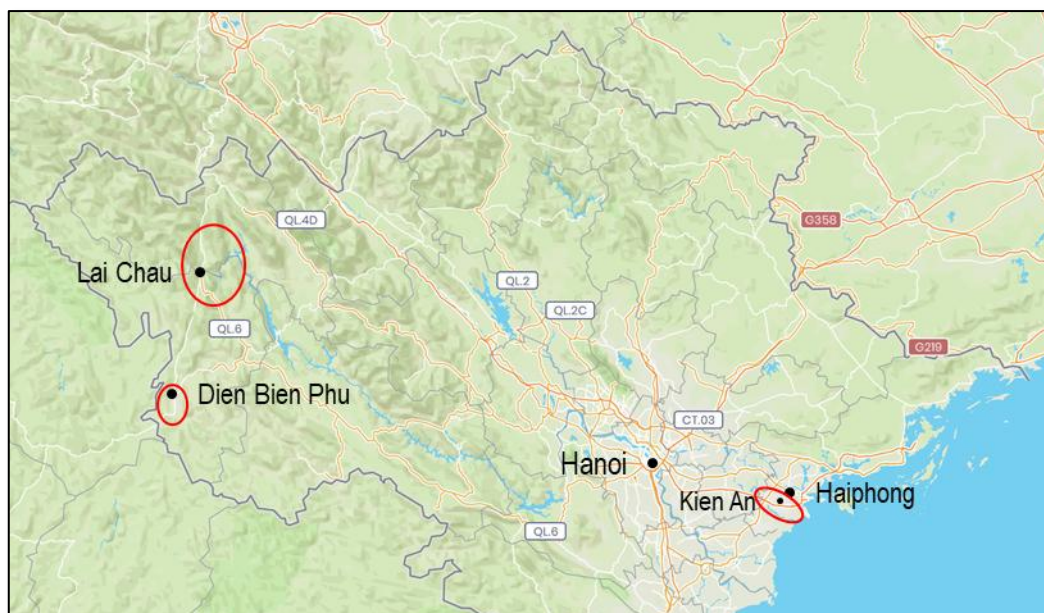 QL.4D
G358
Lai Chau
QL.2
QL.2C
QL.6
G219
Dien Bien Phu
CT.03
Hanoi
Kien An
Haiphong
QL.6